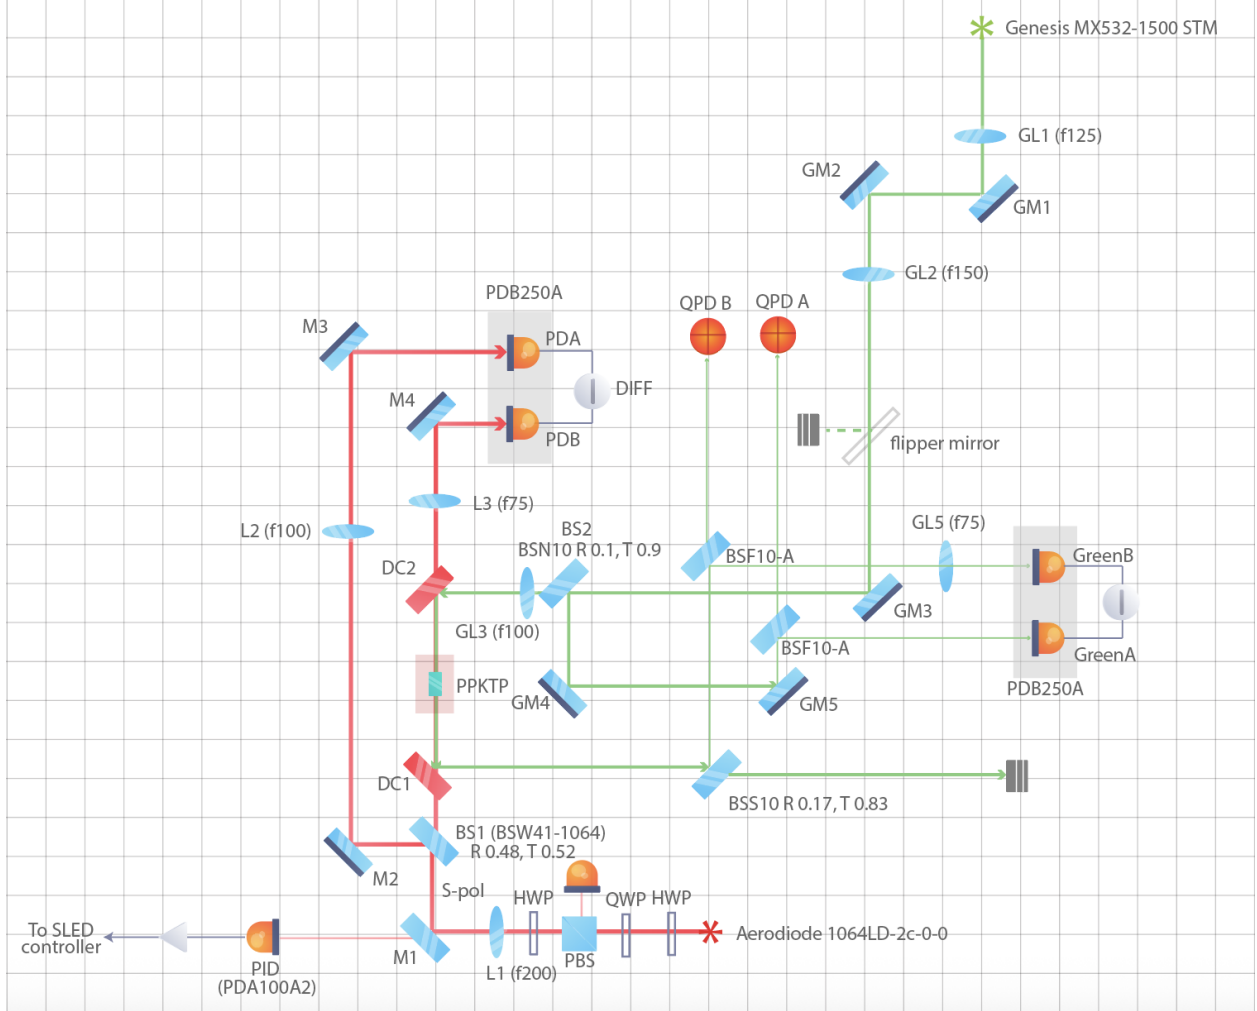 Genesis MX532-1500 STM
GL1 (f125)
GM2
GM1
GL2 (f150)
PDB250A
QPD B
QPD A
M3
PDA
DIFF
M4
PDB
flipper mirror
L3 (f75)
L2 (f100)
BS2
BSN10 R 0.1, T 0.9
GL5 (f75)
BSF10-A
GreenB
DC2
GM3
GL3 (f100)
BSF10-A
GreenA
PPKTP
GM4
GM5
PDB250A
DC1
BSS10 R 0.17, T 0.83
BS1 (BSW41-1064)
R 0.48, T 0.52
M2
S-pol
HWP
QWP
HWP
To SLED
controller
M1
PBS
Aerodiode 1064LD-2c-0-0
PID
(PDA100A2)
L1 (f200)